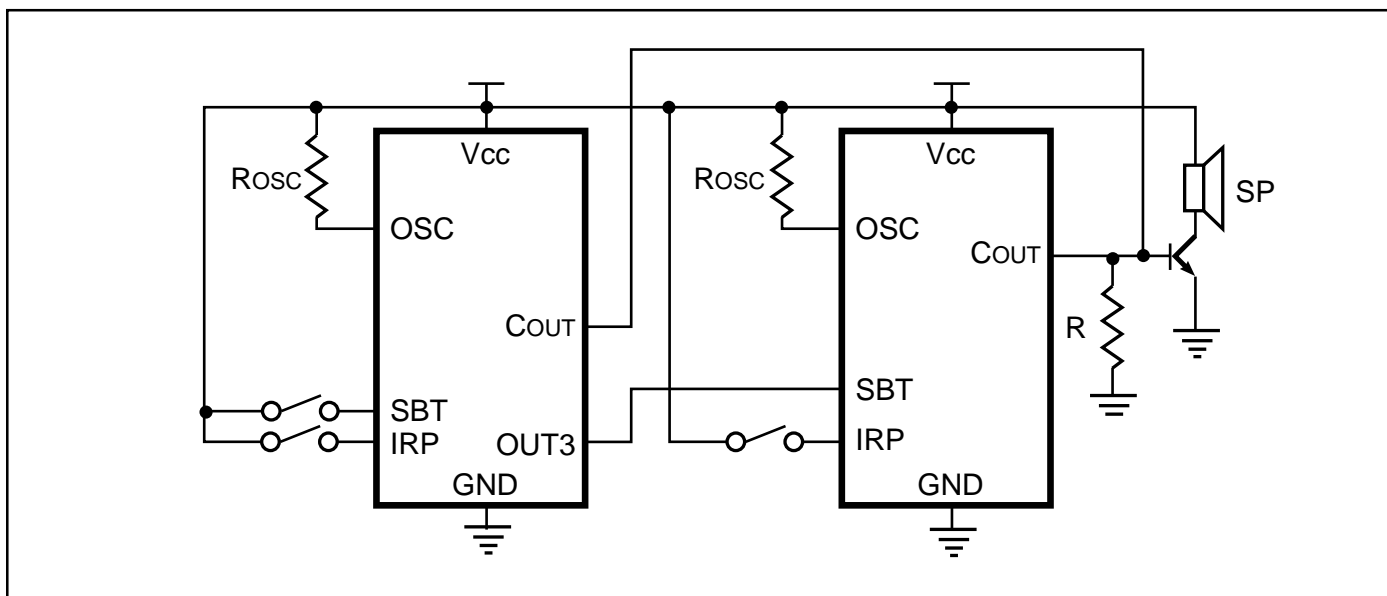 Vcc
ROSC
OSC
COUT
SBT
IRP
OUT3
GND
Vcc
ROSC
OSC
COUT
SBT
IRP
GND
R
SP